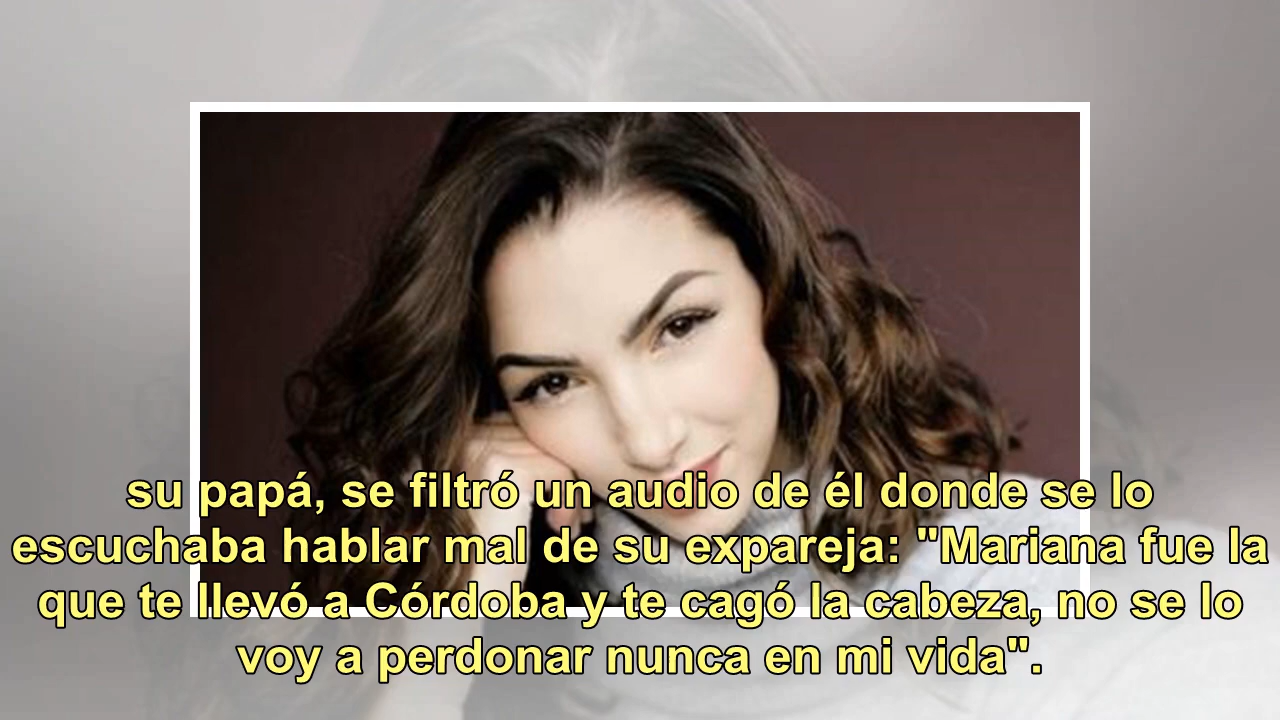 su papá, se filtró un audio de él donde se lo
escuchaba hablar mal de su expareja: "Mariana fue la
que te llevó a Córdoba y te cagó la cabeza, no se lo
voy a perdonar nunca en mi vida".